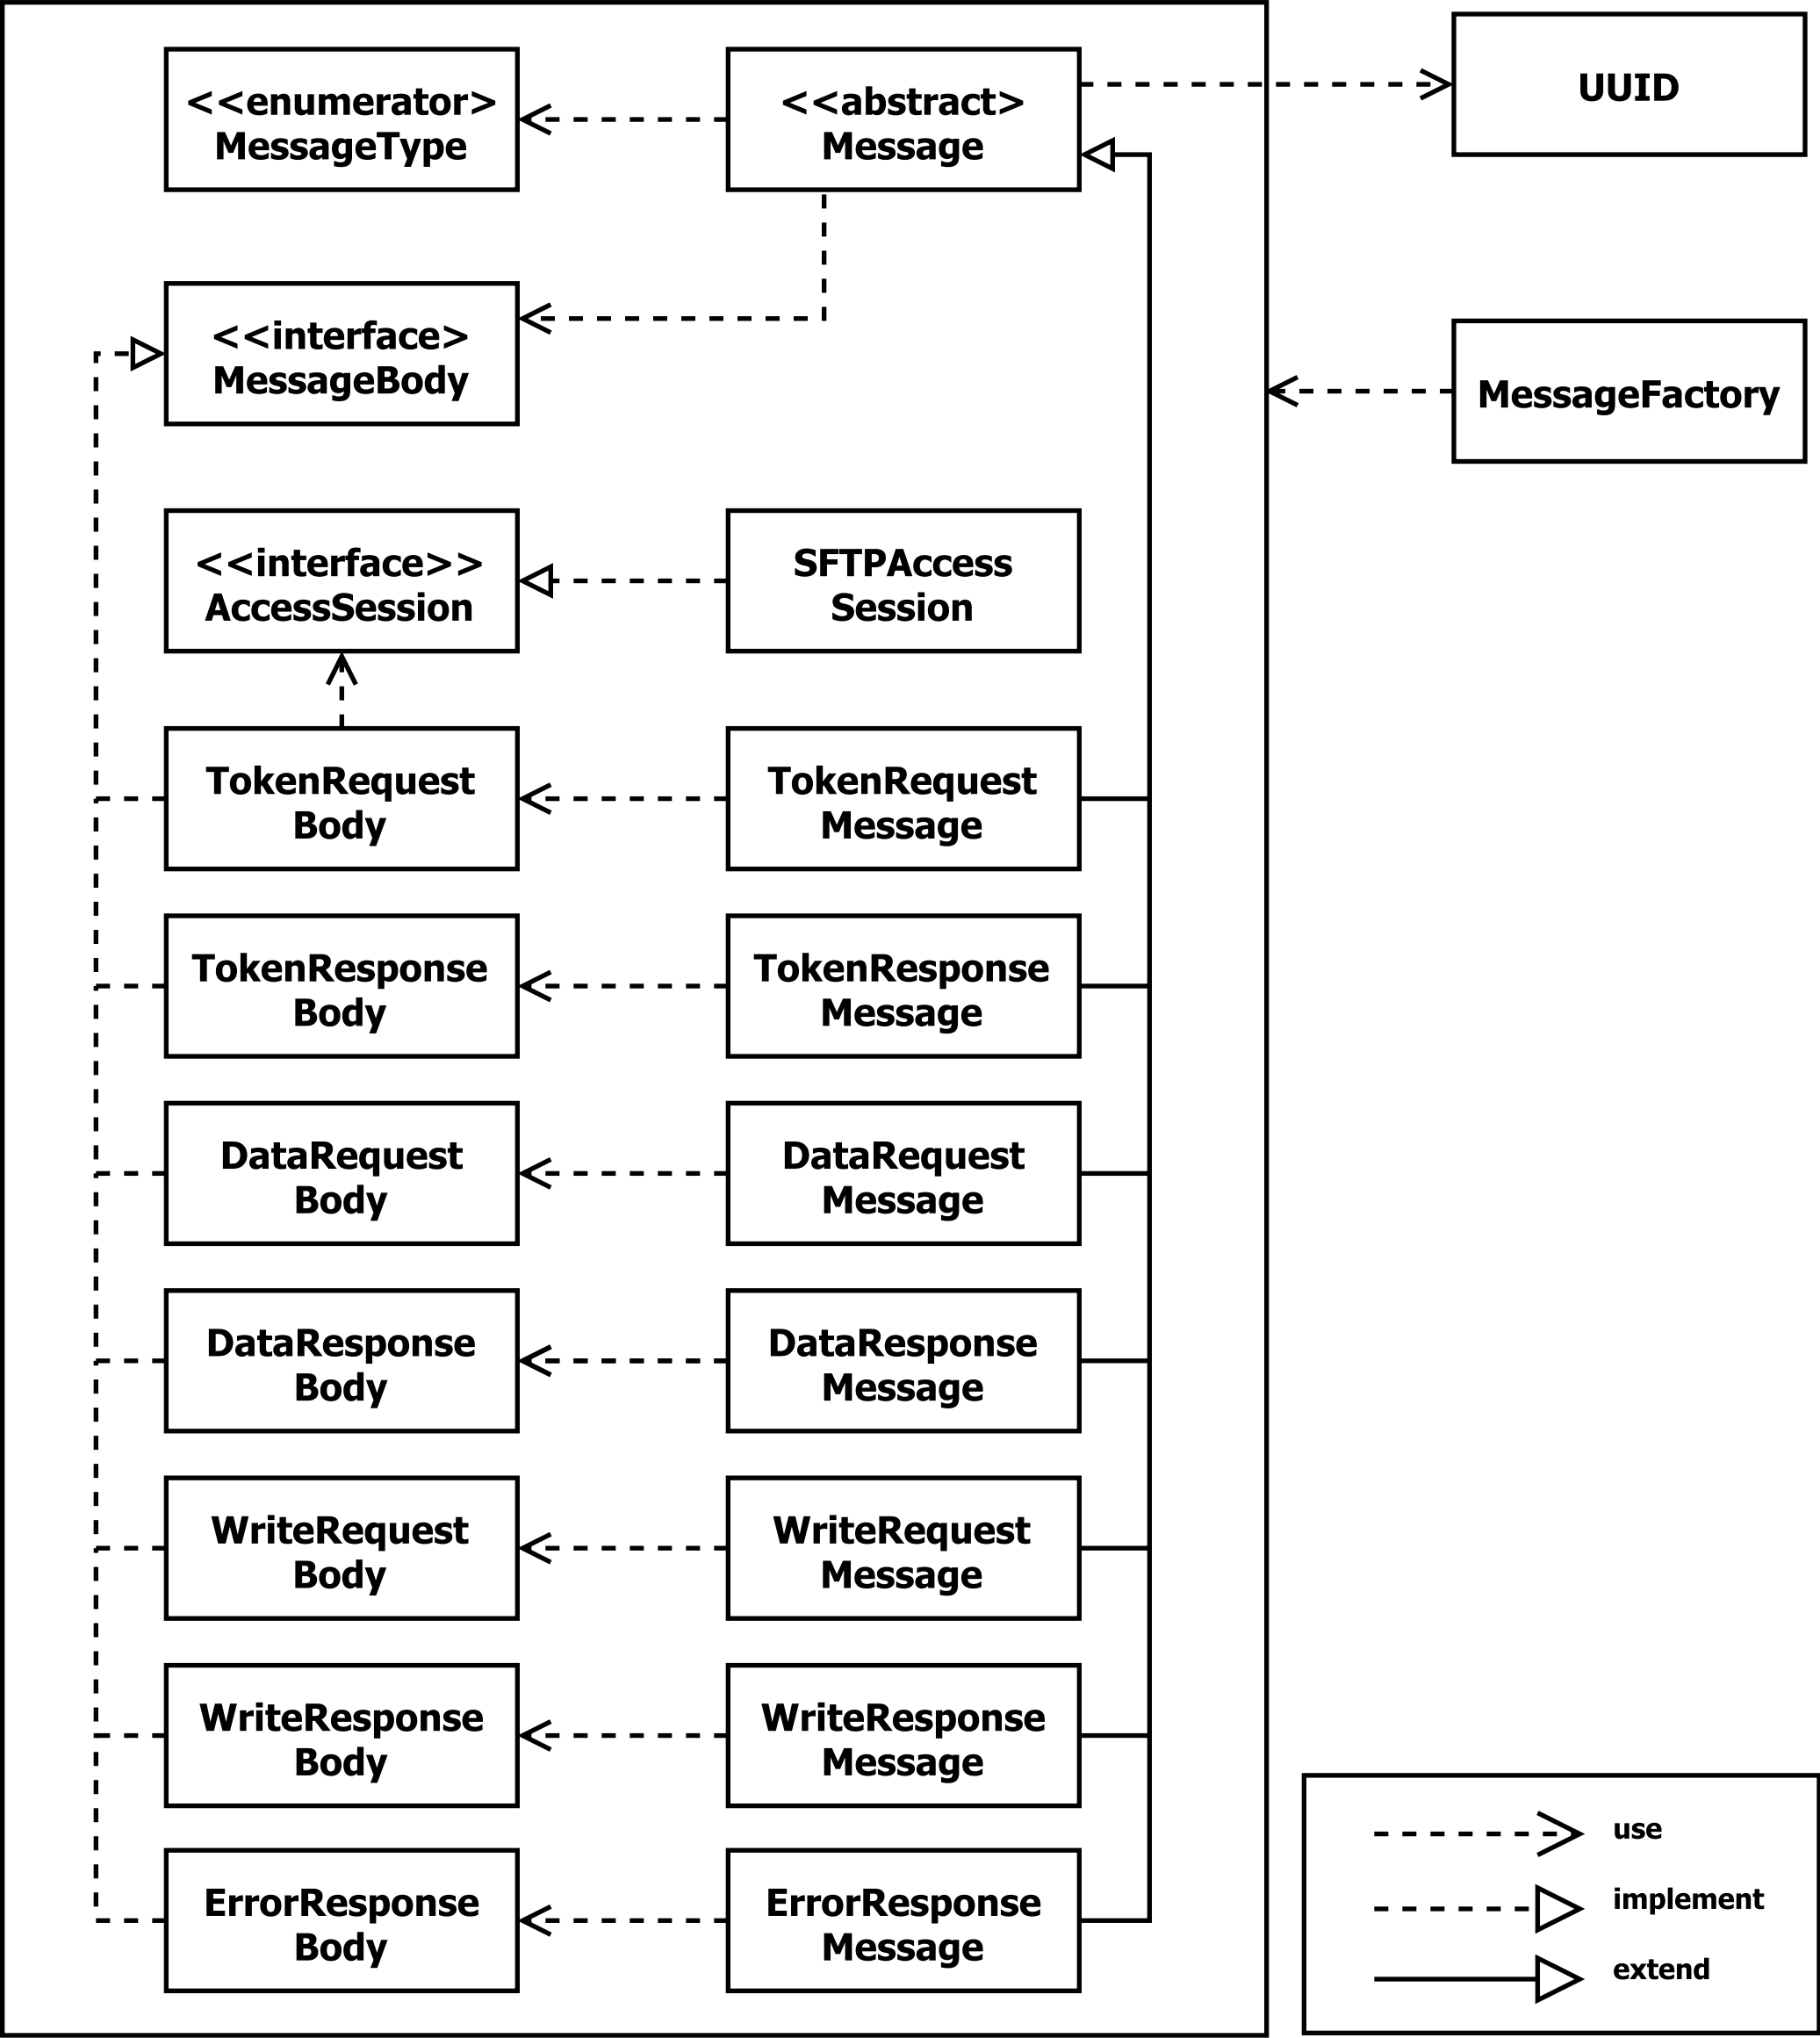 <<enumerator>
MessageType
<<abstract>
Message
UUID
<<interface>
MessageBody
MessageFactory
<<interface>>
AccessSession
SFTPAccess
Session
TokenRequest
Body
TokenRequest
Message
TokenResponse
Body
TokenResponse
Message
DataRequest
Body
DataRequest
Message
DataResponse
Body
DataResponse
Message
WriteRequest
Body
WriteRequest
Message
WriteResponse
Body
WriteResponse
Message
ErrorResponse
Body
ErrorResponse
Message
use
implement
extend